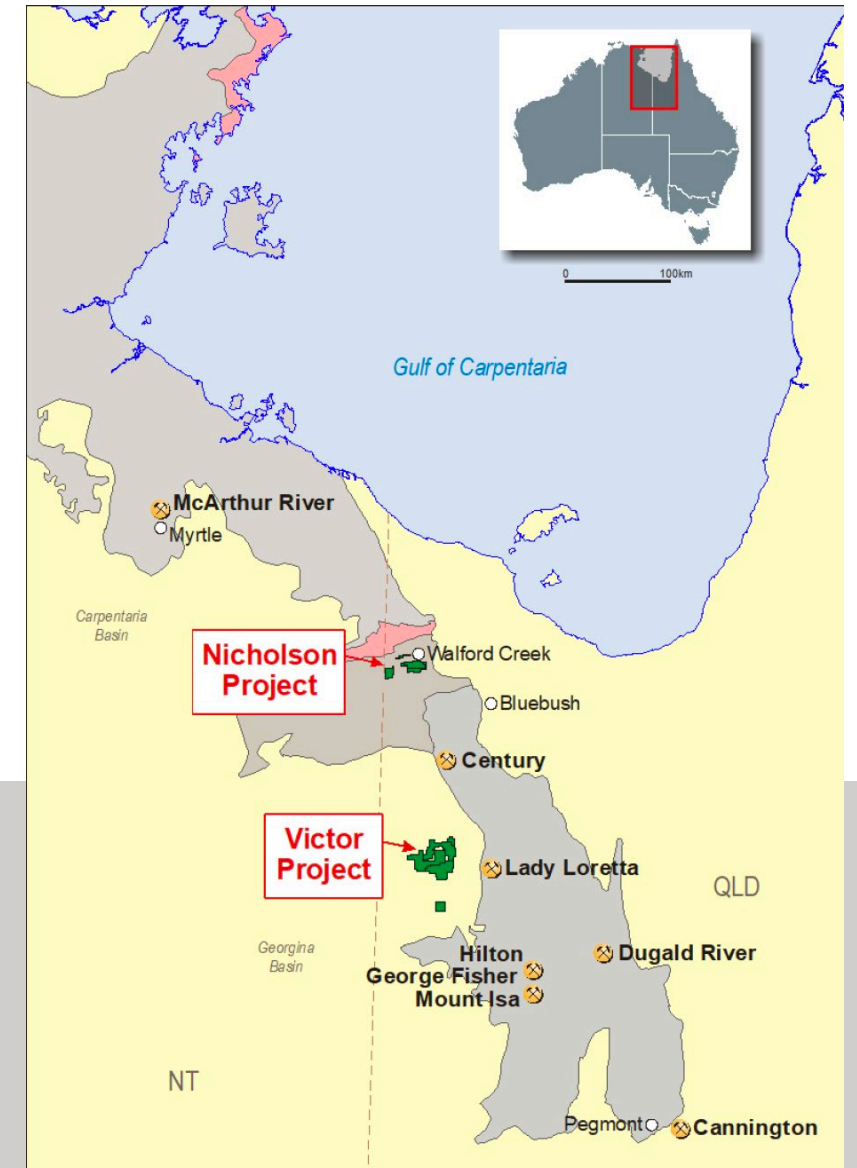 0 100km
Gulf of Carpentaria
McArthur River
Myrtle
Carpentaria
Basin
Nicholson
Project
Walford Creek
Bluebush
Century
Victor
Project
Lady Loretta
QLD
Georgina
Basin
Hilton
George Fisher
Mount Isa
Dugald River
NT
Pegmont
Cannington